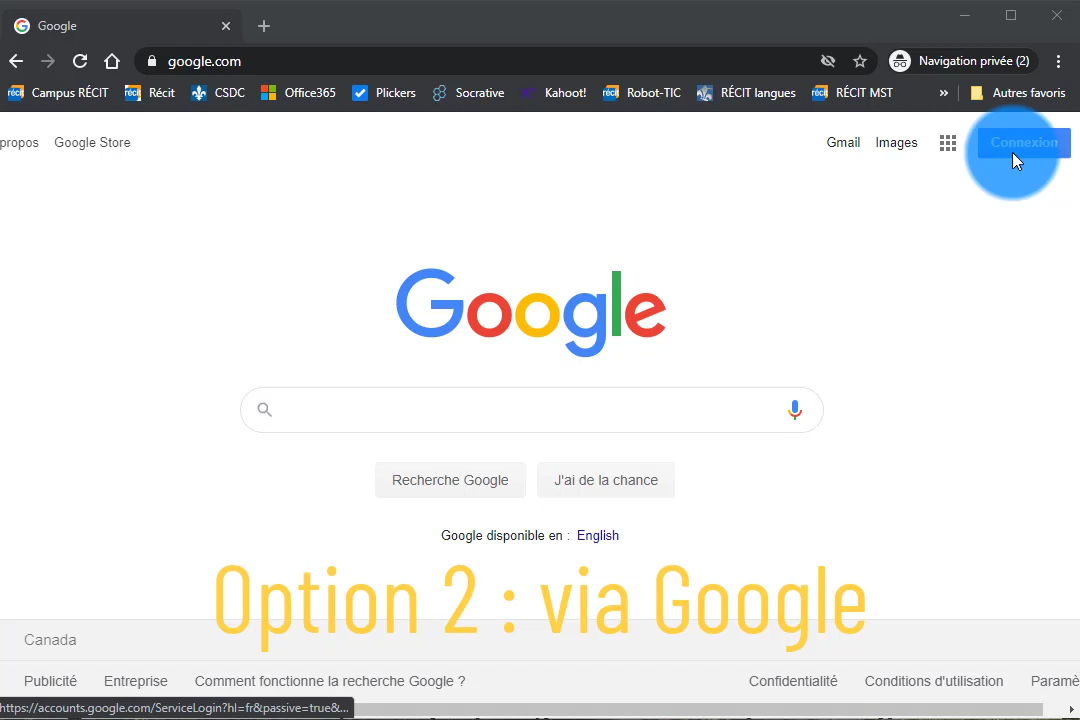 Google
google.com
Navigation privée (2)
Campus RÉCIT
Récit
CSDC
Office365
Plickers
Socrative
Kahoot!
Robot-TIC
RÉCIT langues
RÉCIT MST
»
Autres favoris
propos
Google Store
Gmail
Images
Connexion
Google
Recherche Google
J'ai de la chance
Google disponible en : English
Option 2 : via Google
Canada
Publicité
Entreprise
Comment fonctionne la recherche Google ?
Confidentialité
Conditions d'utilisation
Paramè
https://accounts.google.com/ServiceLogin?hl=fr&passive=true&...